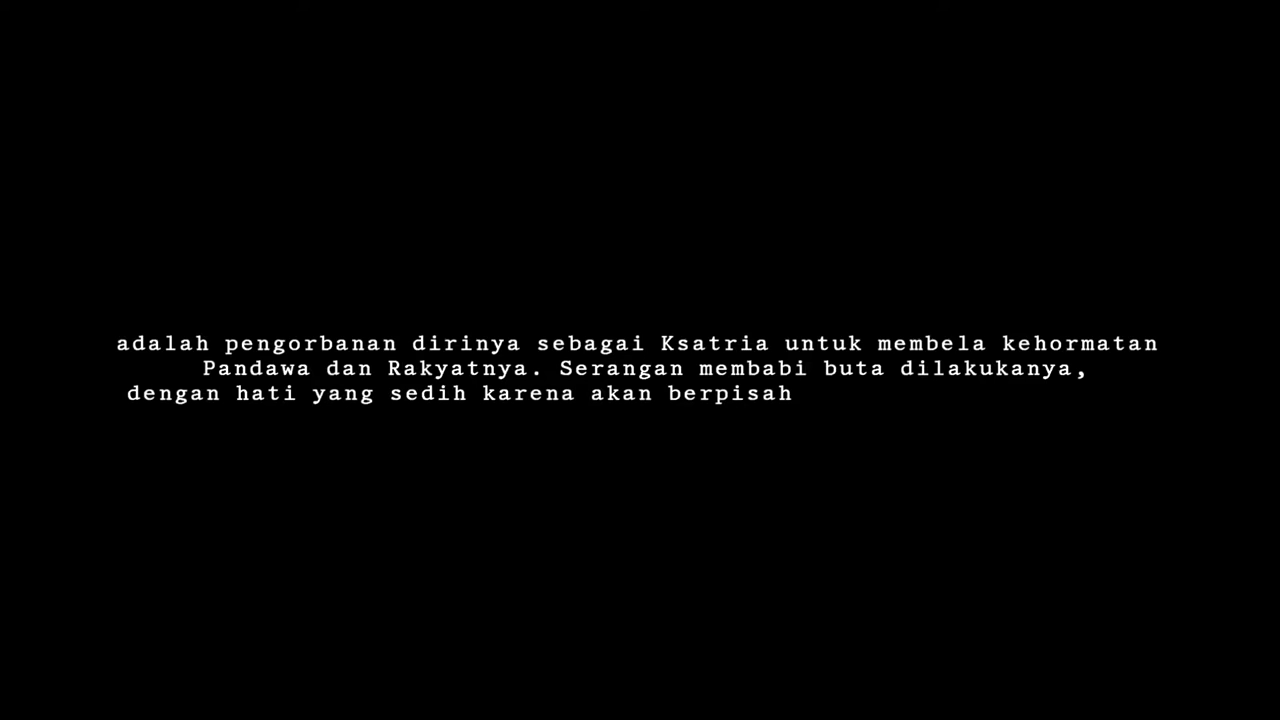 adalah pengorbanan dirinya sebagai Ksatria untuk membela kehormatan
Pandawa dan Rakyatnya. Serangan membabi buta dilakukanya,
dengan hati yang sedih karena akan berpisah